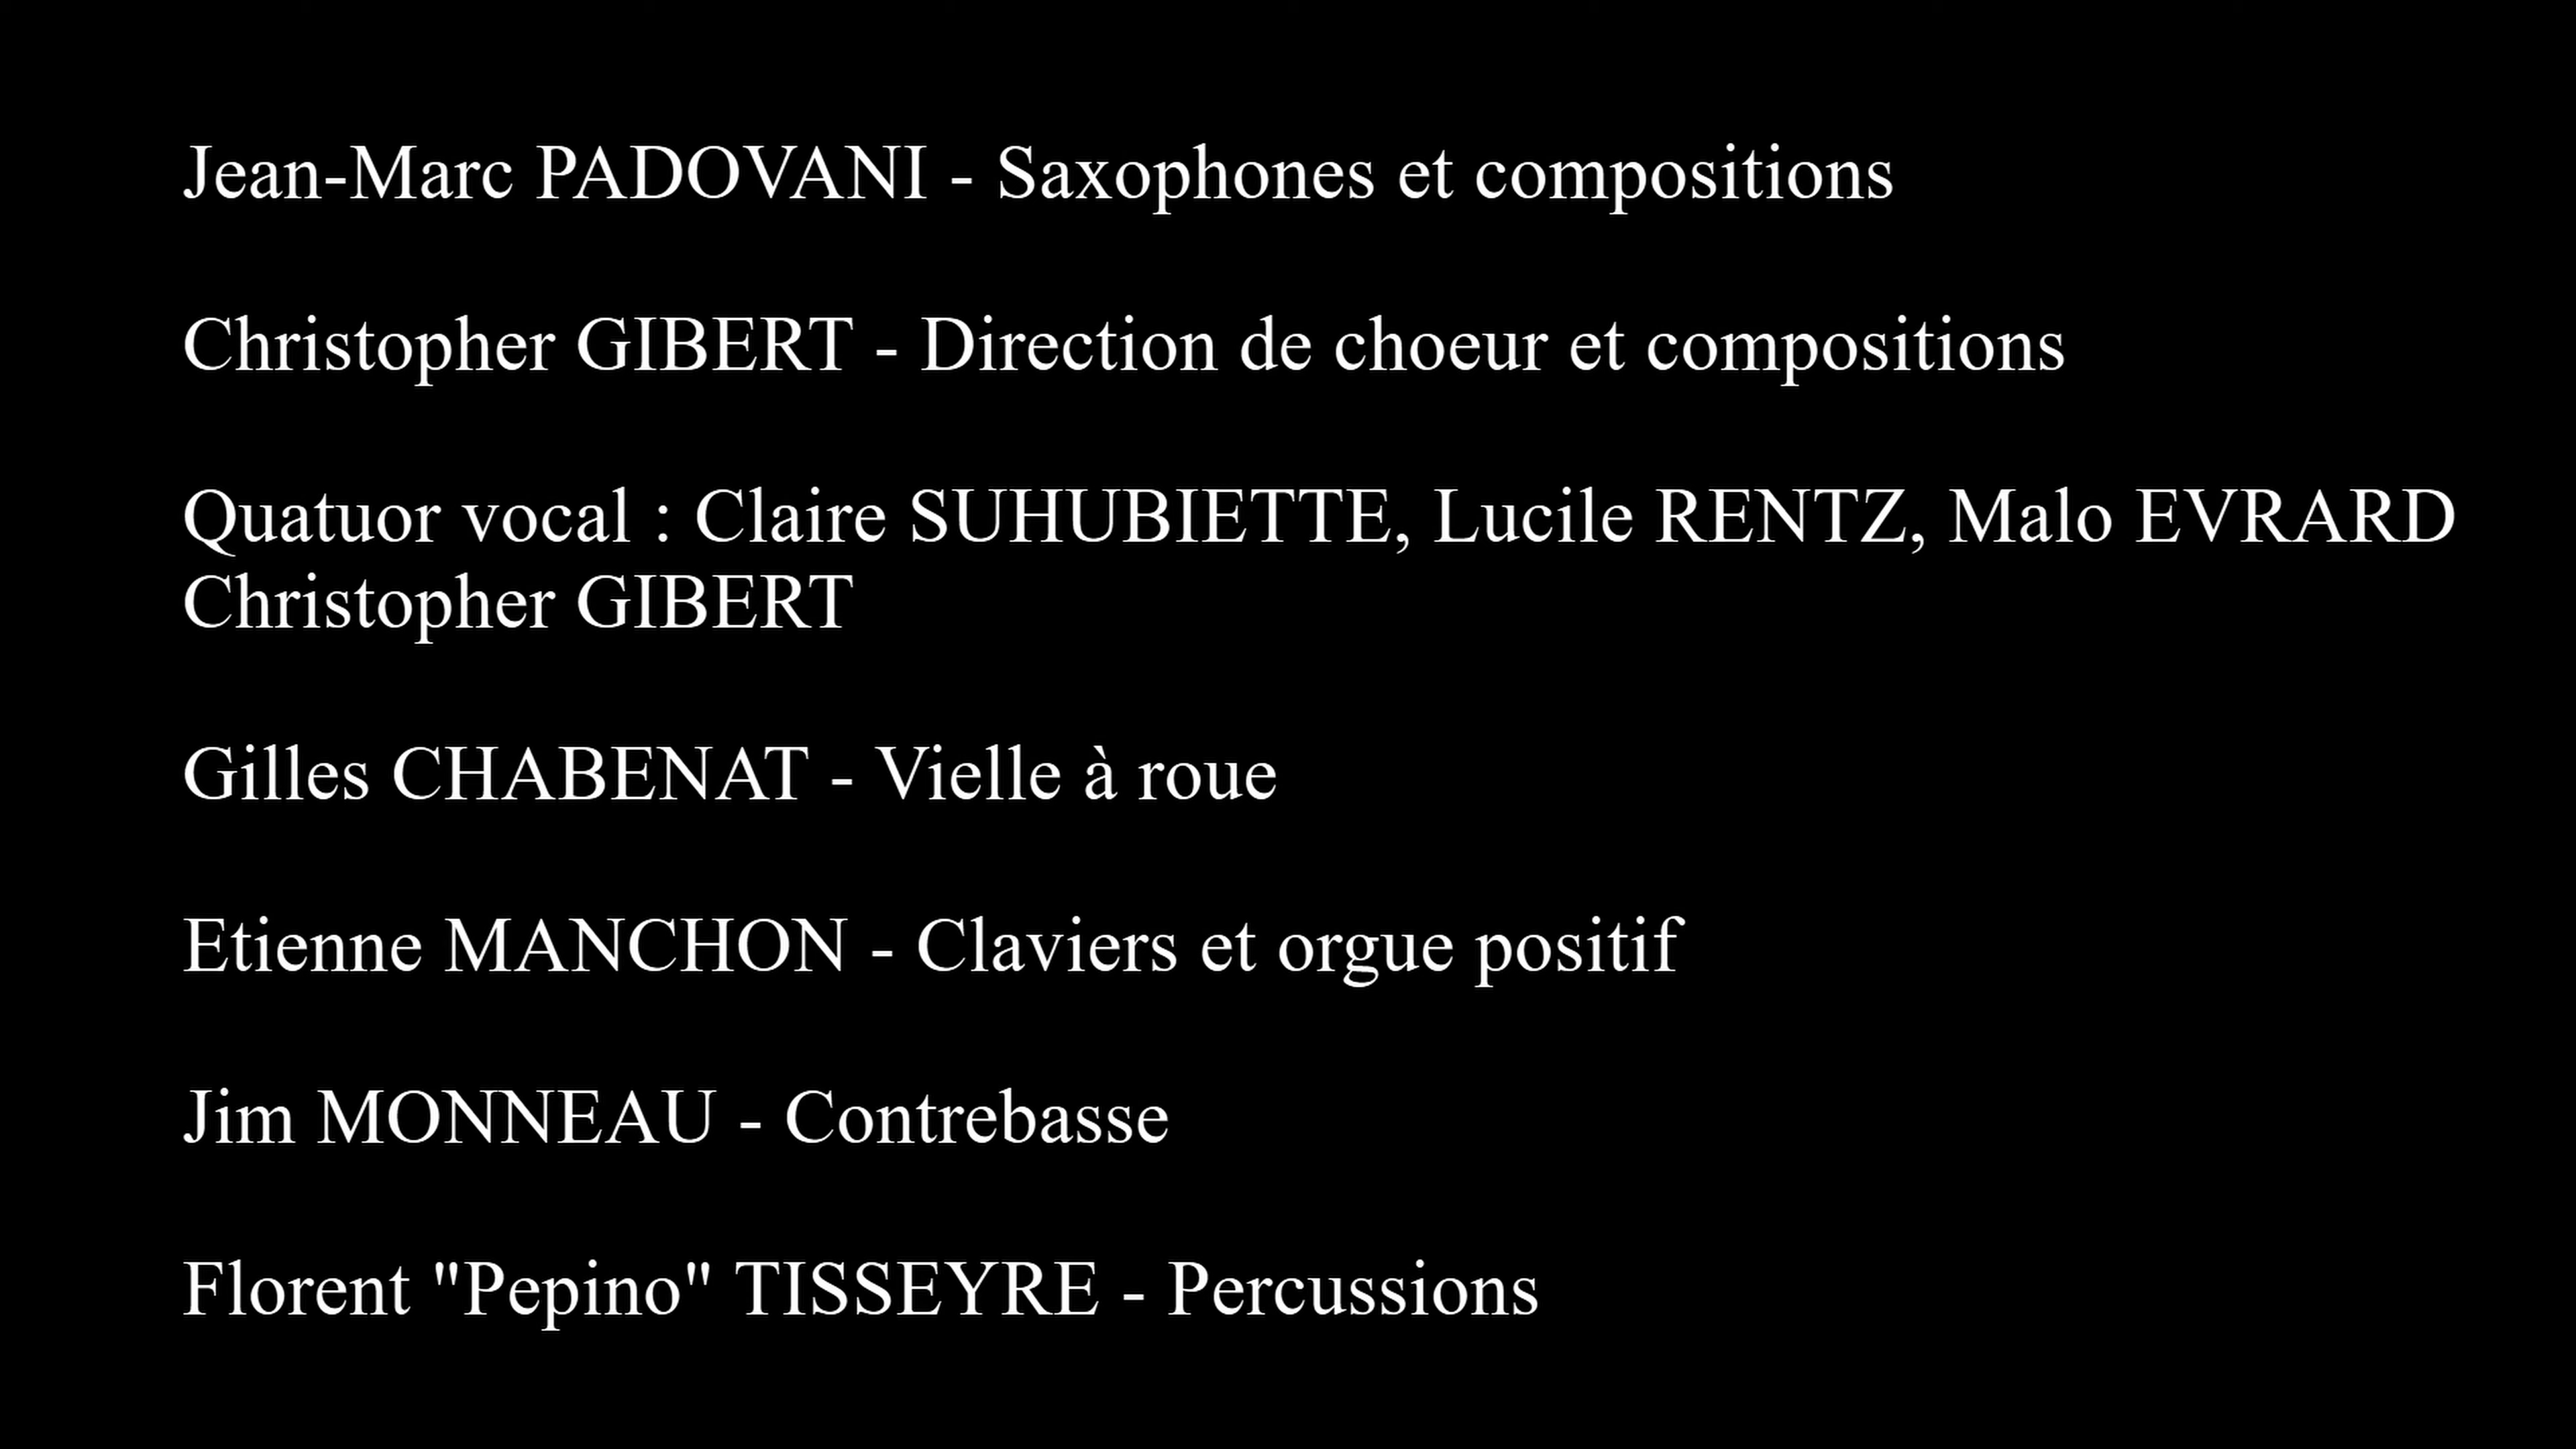 Jean-Marc PADOVANI - Saxophones et compositions
Christopher GIBERT - Direction de choeur et compositions
Quatuor vocal : Claire SUHUBIETTE, Lucile RENTZ, Malo EVRARD
Christopher GIBERT
Gilles CHABENAT - Vielle à roue
Etienne MANCHON - Claviers et orgue positif
Jim MONNEAU - Contrebasse
Florent "Pepino" TISSEYRE - Percussions